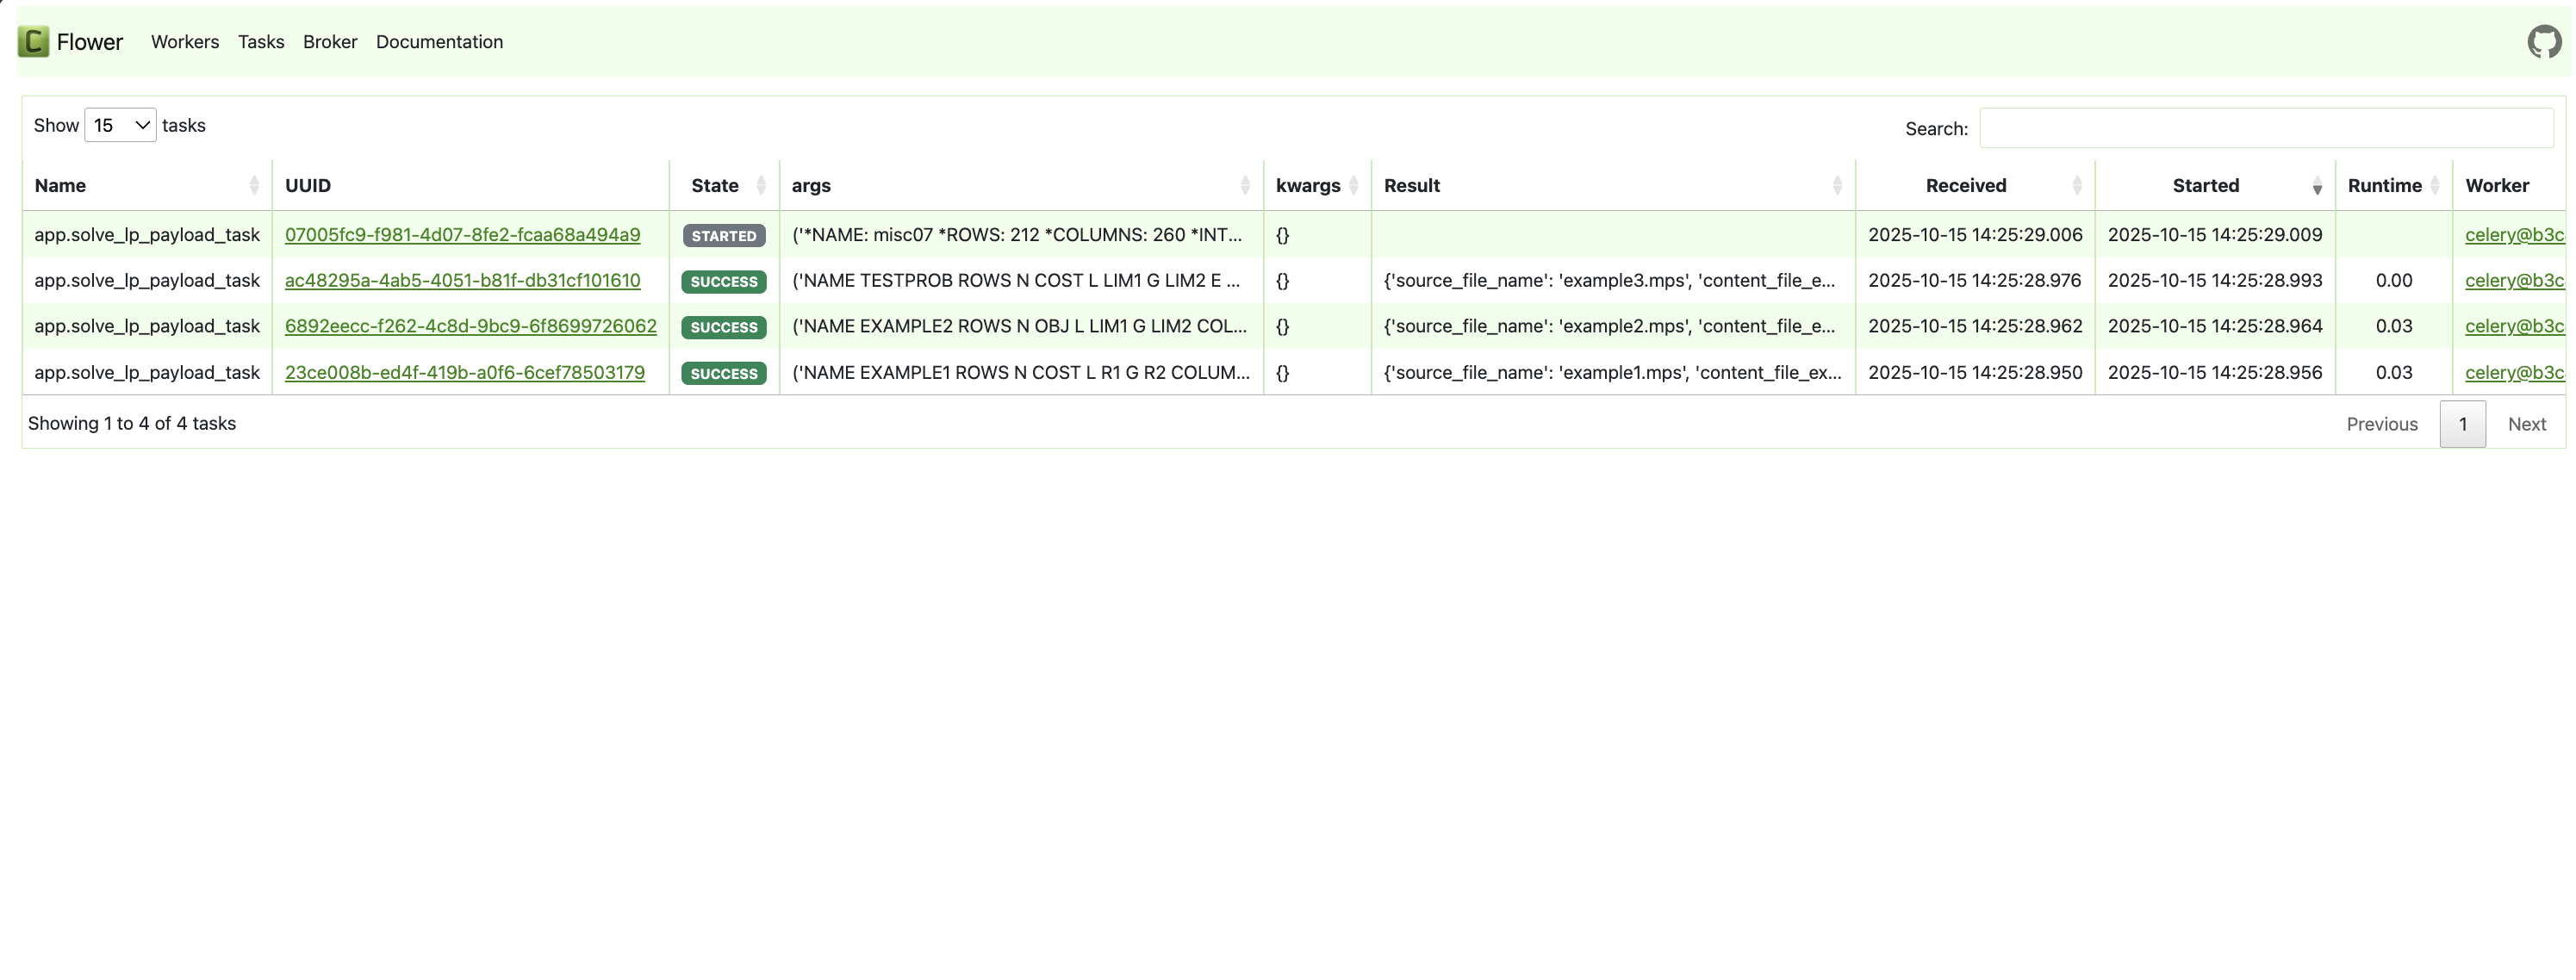 Flower Workers Tasks Broker Documentation
Show 15 tasks Search:
Name UUID State args kwargs Result Received Started Runtime Worker
app.solve_lp_payload_task 07005fc9-f981-4d07-8fe2-fcaa68a494a9 STARTED ('*NAME: misc07 *ROWS: 212 *COLUMNS: 260 *INT... {} 2025-10-15 14:25:29.006 2025-10-15 14:25:29.009 celery@b3c
app.solve_lp_payload_task ac48295a-4ab5-4051-b81f-db31cf101610 SUCCESS ('NAME TESTPROB ROWS N COST L LIM1 G LIM2 E ... {} {'source_file_name': 'example3.mps', 'content_file_e... 2025-10-15 14:25:28.976 2025-10-15 14:25:28.993 0.00 celery@b3c
app.solve_lp_payload_task 6892eecc-f262-4c8d-9bc9-6f8699726062 SUCCESS ('NAME EXAMPLE2 ROWS N OBJ L LIM1 G LIM2 COL... {} {'source_file_name': 'example2.mps', 'content_file_e... 2025-10-15 14:25:28.962 2025-10-15 14:25:28.964 0.03 celery@b3c
app.solve_lp_payload_task 23ce008b-ed4f-419b-a0f6-6cef78503179 SUCCESS ('NAME EXAMPLE1 ROWS N COST L R1 G R2 COLUM... {} {'source_file_name': 'example1.mps', 'content_file_ex... 2025-10-15 14:25:28.950 2025-10-15 14:25:28.956 0.03 celery@b3c
Showing 1 to 4 of 4 tasks Previous 1 Next